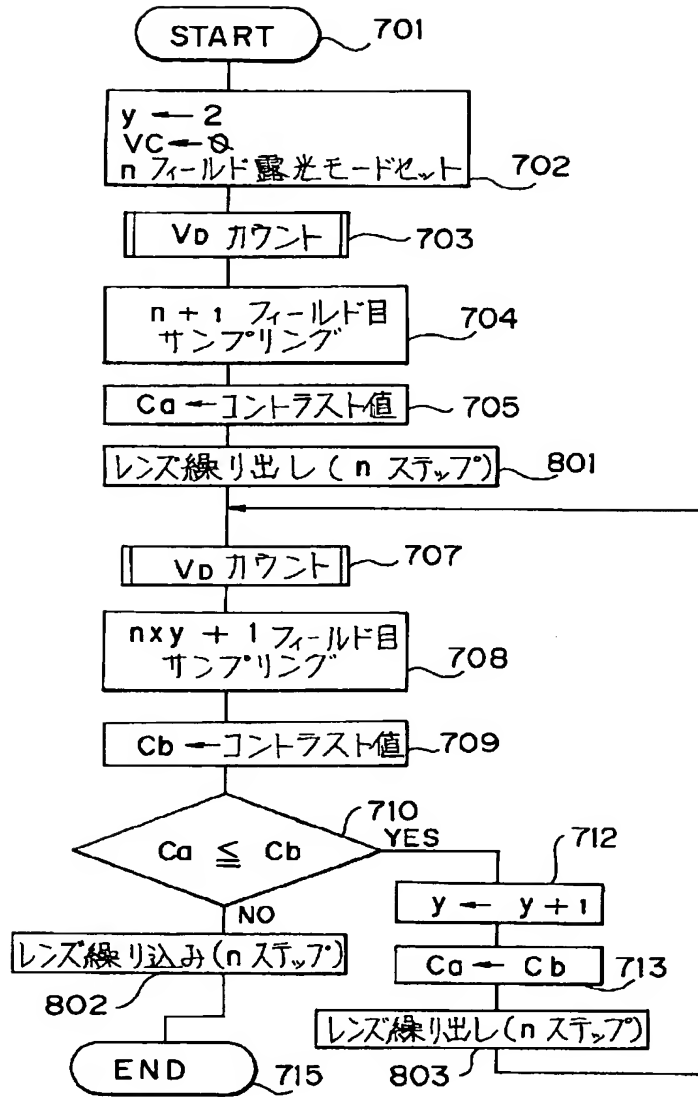 START
701
y ← 2
VC ← 0
n フィールド露光モードセット
702
VD カウント
703
n + 1 フィールド目
サンプリング
704
Ca ← コントラスト値
705
レンズ繰り出し(n ステップ)
801
VD カウント
707
n x y + 1 フィールド目
サンプリング
708
Cb ← コントラスト値
709
710
Ca ≦ Cb
YES
NO
712
y ← y + 1
Ca ← Cb
713
レンズ繰り込み(n ステップ)
802
レンズ繰り出し(n ステップ)
803
END
715